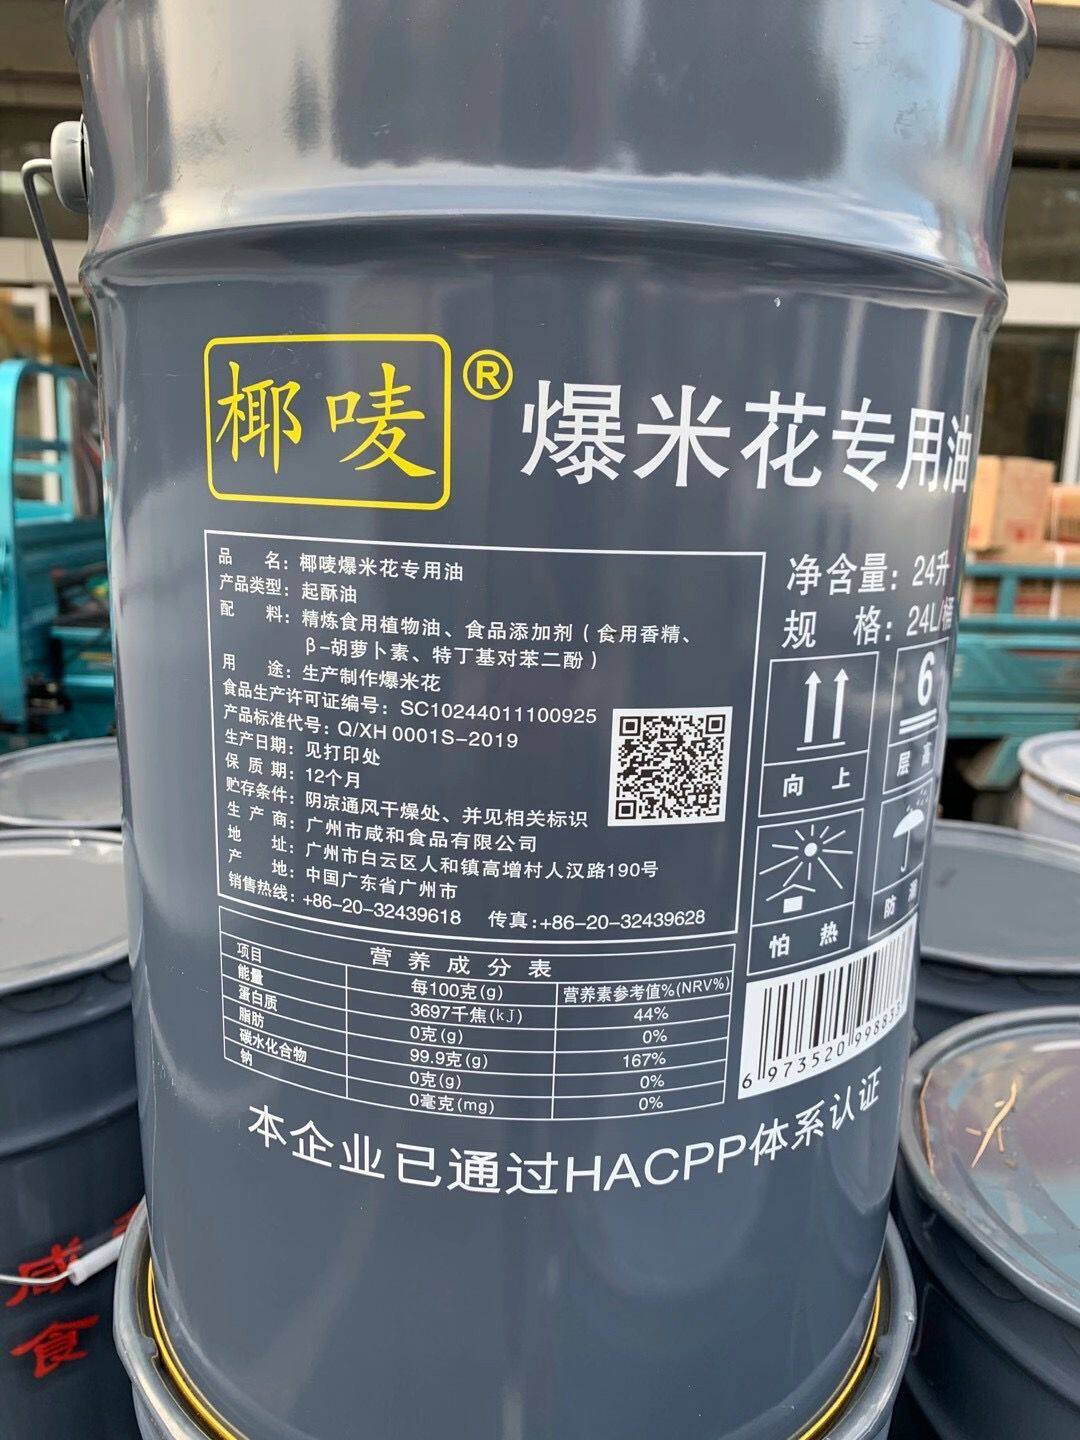 椰唛® 爆米花专用油
品 名：椰唛爆米花专用油
产品类型：起酥油
配 料：精炼食用植物油、食品添加剂（食用香精、
β-胡萝卜素、特丁基对苯二酚）
用 途：生产制作爆米花
食品生产许可证编号：SC10244011100925
产品标准代号：Q/XH 0001S-2019
生产日期：见打印处
保 质 期：12个月
贮存条件：阴凉通风干燥处、并见相关标识
生 产 商：广州市咸和食品有限公司
地 址：广州市白云区人和镇高增村人汉路190号
产 地：中国广东省广州市
销售热线：+86-20-32439618 传真:+86-20-32439628
净含量：24升
规 格：24L/桶
6
向 上
层 高
怕 热
防 潮
营 养 成 分 表
项目 每100克(g) 营养素参考值%(NRV%)
能量 3697千焦(kJ) 44%
蛋白质 0克(g) 0%
脂肪 99.9克(g) 167%
碳水化合物 0克(g) 0%
钠 0毫克(mg) 0%
6 973520 99883
本企业已通过HACPP体系认证
咸
食